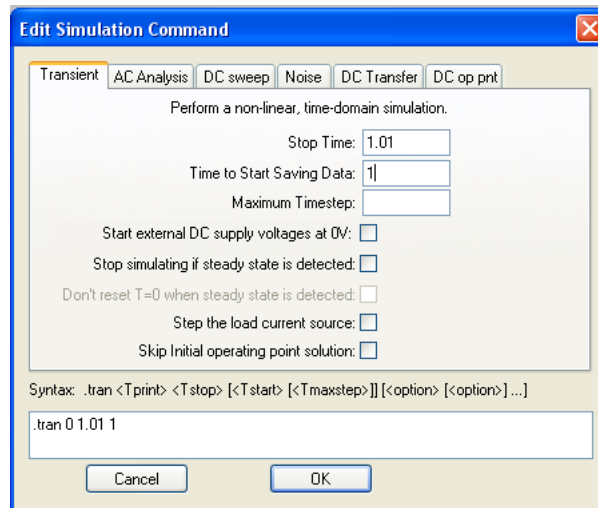 Edit Simulation Command
Transient AC Analysis DC sweep Noise DC Transfer DC op pnt
Perform a non-linear, time-domain simulation.
Stop Time: 1.01
Time to Start Saving Data: 1
Maximum Timestep:
Start external DC supply voltages at 0V:
Stop simulating if steady state is detected:
Don't reset T=0 when steady state is detected:
Step the load current source:
Skip Initial operating point solution:
Syntax: .tran <Tprint> <Tstop> [<Tstart> [<Tmaxstep>]] [<option> [<option>] ...]
.tran 0 1.01 1
Cancel OK